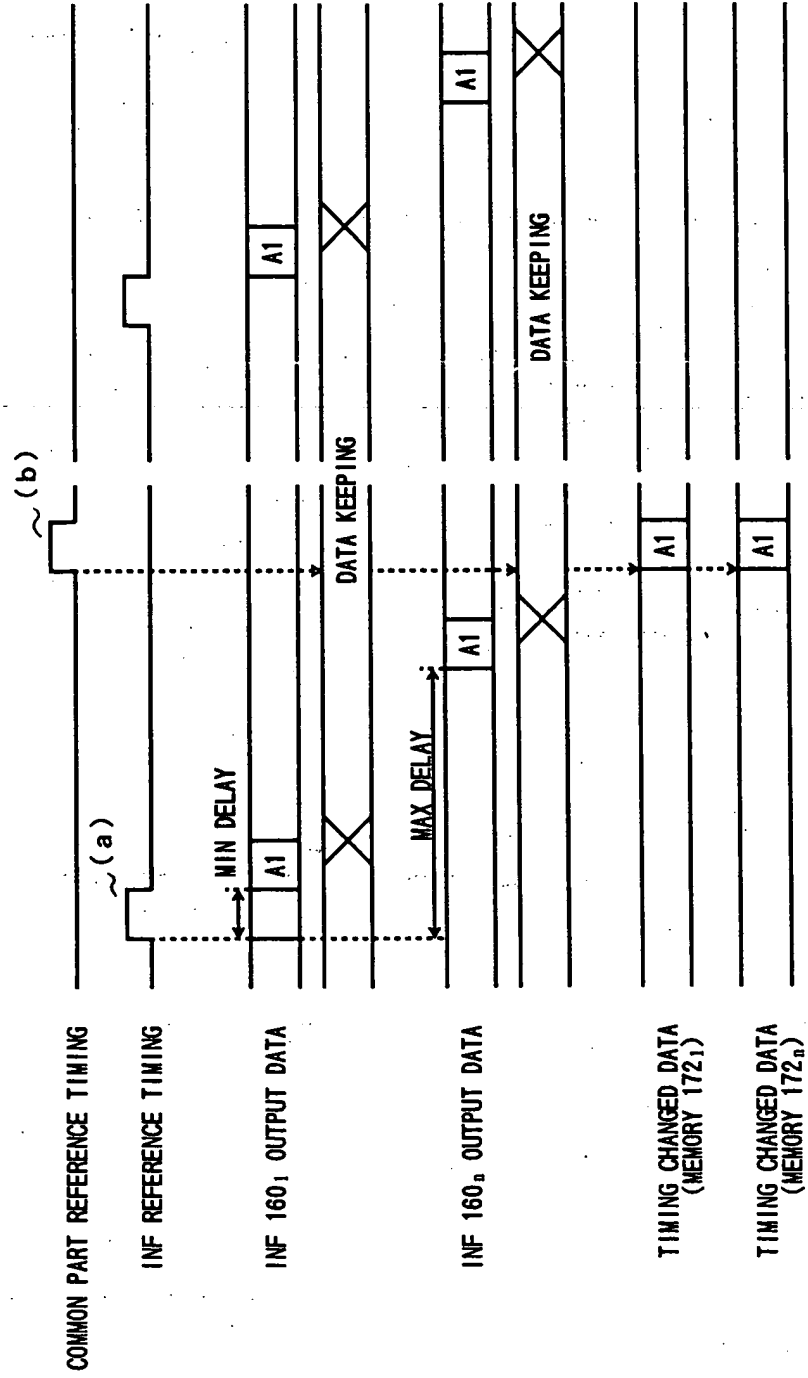 COMMON PART REFERENCE TIMING
(b)
INF REFERENCE TIMING
(a)
MIN DELAY
INF 160₁ OUTPUT DATA
A1
A1
DATA KEEPING
MAX DELAY
INF 160ₙ OUTPUT DATA
A1
A1
DATA KEEPING
TIMING CHANGED DATA
(MEMORY 172₁)
A1
TIMING CHANGED DATA
(MEMORY 172ₙ)
A1